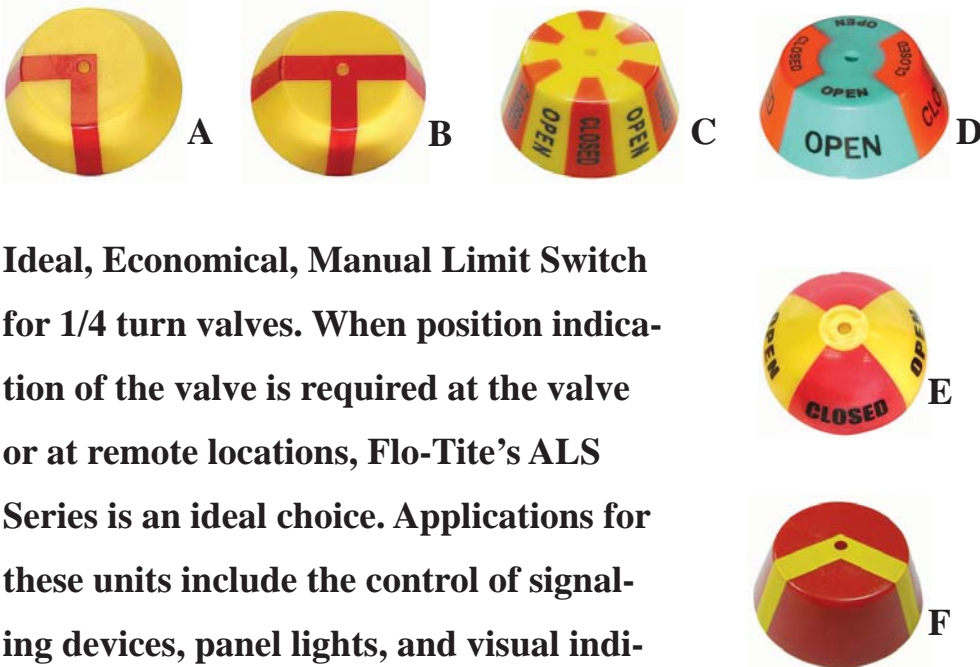 A
B
OPEN
CLOSED
OPEN
C
OPEN
CLOSED
CLOSED
OPEN
OPEN
D
Ideal, Economical, Manual Limit Switch
for 1/4 turn valves. When position indica-
tion of the valve is required at the valve
or at remote locations, Flo-Tite’s ALS
Series is an ideal choice. Applications for
these units include the control of signal-
ing devices, panel lights, and visual indi-
OPEN
OPEN
CLOSED
E
F